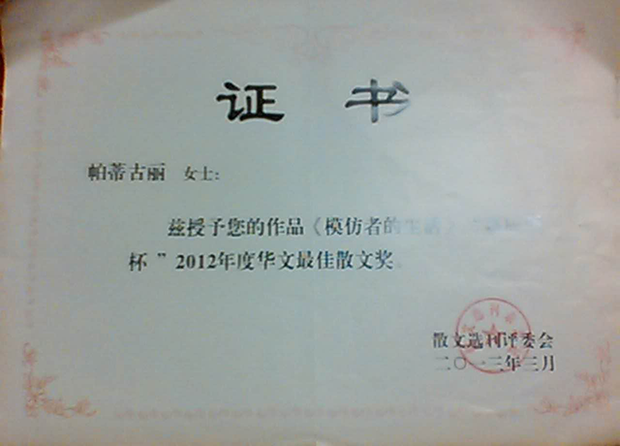 证 书
帕蒂古丽 女士：
兹授予您的作品《模仿者的生活》
杯 ” 2012年度华文最佳散文奖。
散文选刊评委会
二〇一三年三月